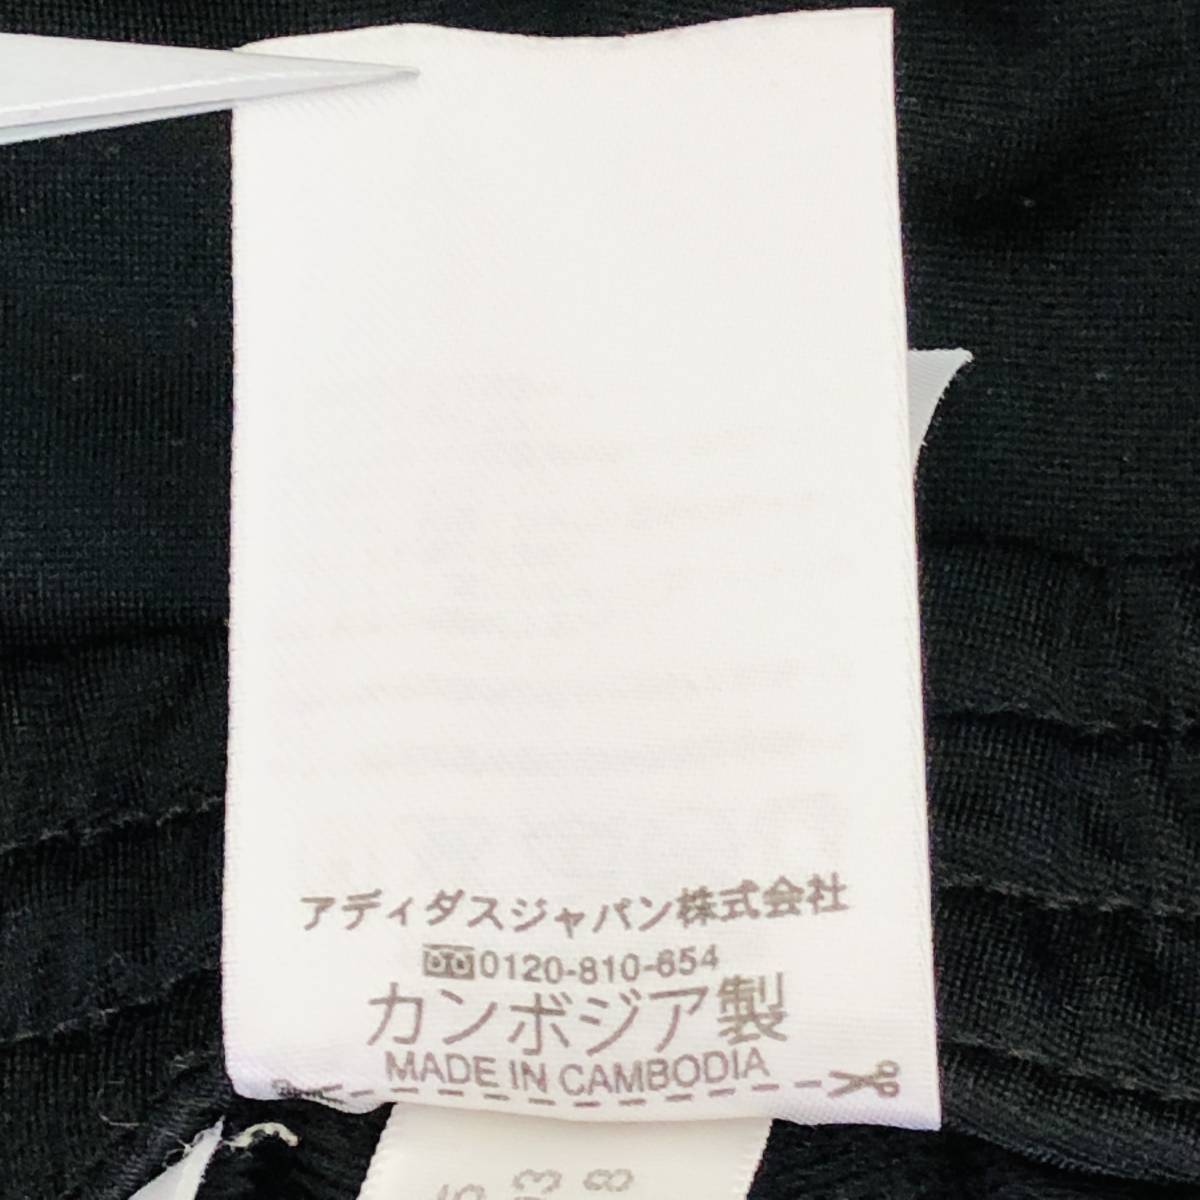 アディダスジャパン株式会社
0120-810-654
カンボジア製
MADE IN CAMBODIA